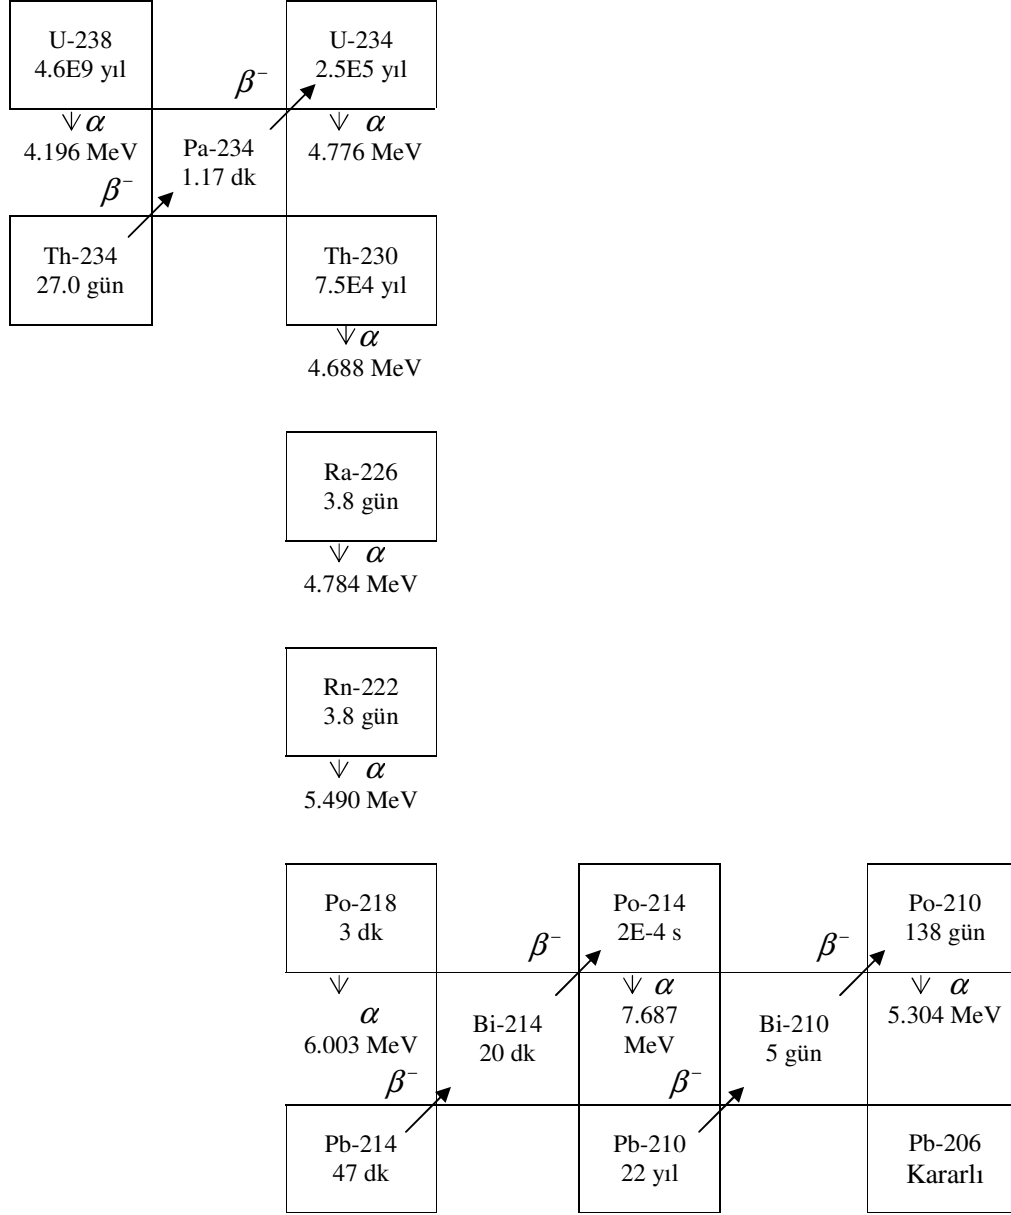 U-238
4.6E9 yıl
U-234
2.5E5 yıl
β⁻
α
4.196 MeV
Pa-234
1.17 dk
α
4.776 MeV
β⁻
Th-234
27.0 gün
Th-230
7.5E4 yıl
α
4.688 MeV
Ra-226
3.8 gün
α
4.784 MeV
Rn-222
3.8 gün
α
5.490 MeV
Po-218
3 dk
β⁻
Po-214
2E-4 s
β⁻
Po-210
138 gün
α
6.003 MeV
Bi-214
20 dk
α
7.687
MeV
Bi-210
5 gün
α
5.304 MeV
β⁻
β⁻
Pb-214
47 dk
Pb-210
22 yıl
Pb-206
Kararlı